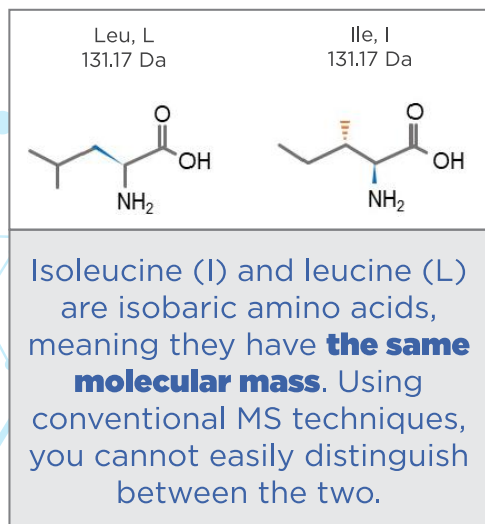 Leu, L
131.17 Da
Ile, I
131.17 Da
O
OH
NH₂
O
OH
NH₂
Isoleucine (I) and leucine (L)
are isobaric amino acids,
meaning they have the same
molecular mass. Using
conventional MS techniques,
you cannot easily distinguish
between the two.